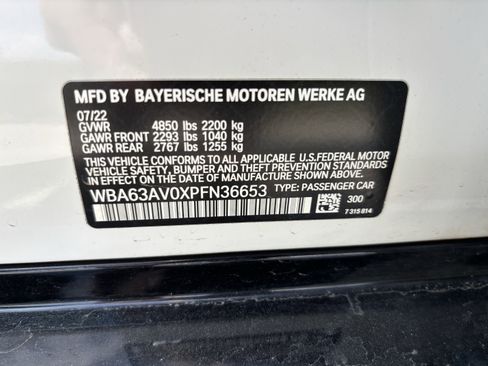 MFD BY BAYERISCHE MOTOREN WERKE AG
07/22
GVWR 4850 lbs 2200 kg
GAWR FRONT 2293 lbs 1040 kg
GAWR REAR 2767 lbs 1255 kg
THIS VEHICLE CONFORMS TO ALL APPLICABLE U.S. FEDERAL MOTOR
VEHICLE SAFETY, BUMPER AND THEFT PREVENTION STANDARDS
IN EFFECT ON THE DATE OF MANUFACTURE SHOWN ABOVE.
WBA63AV0XPFN36653 TYPE: PASSENGER CAR
300
7 315 814